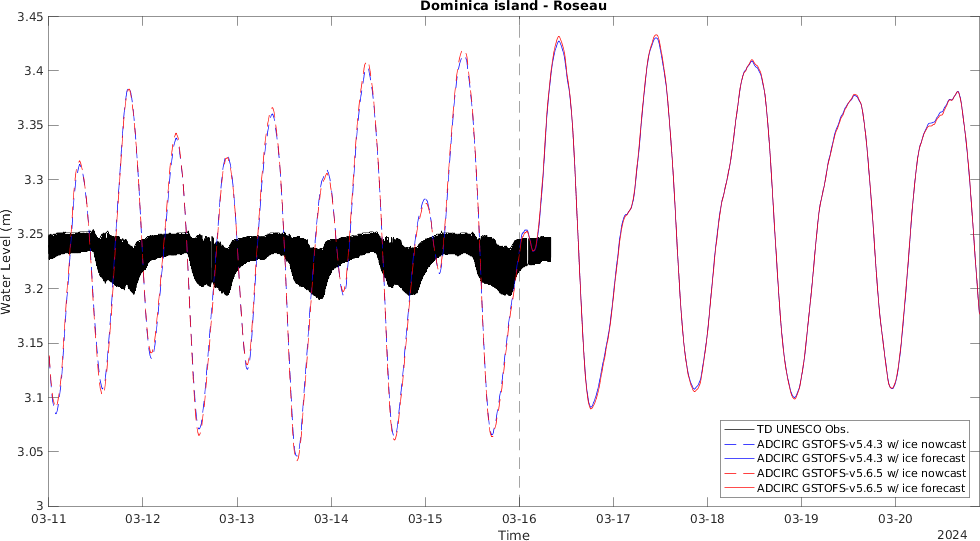 Dominica island - Roseau
Water Level (m)
3.45
3.4
3.35
3.3
3.25
3.2
3.15
3.1
3.05
3
TD UNESCO Obs.
ADCIRC GSTOFS-v5.4.3 w/ ice nowcast
ADCIRC GSTOFS-v5.4.3 w/ ice forecast
ADCIRC GSTOFS-v5.6.5 w/ ice nowcast
ADCIRC GSTOFS-v5.6.5 w/ ice forecast
03-11 03-12 03-13 03-14 03-15 03-16 03-17 03-18 03-19 03-20
Time
2024